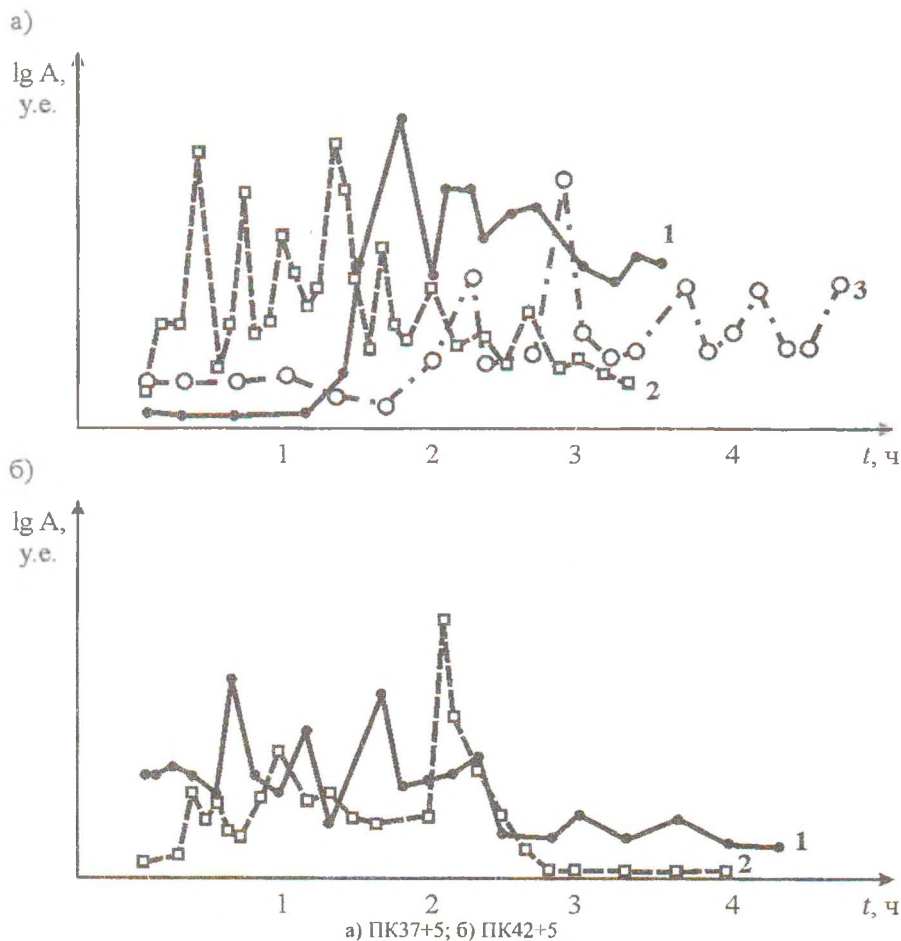 а)
lg А,
у.е.
1
3
2
1 2 3 4 t, ч
б)
lg А,
у.е.
1
2
1 2 3 4 t, ч
а) ПК37+5; б) ПК42+5